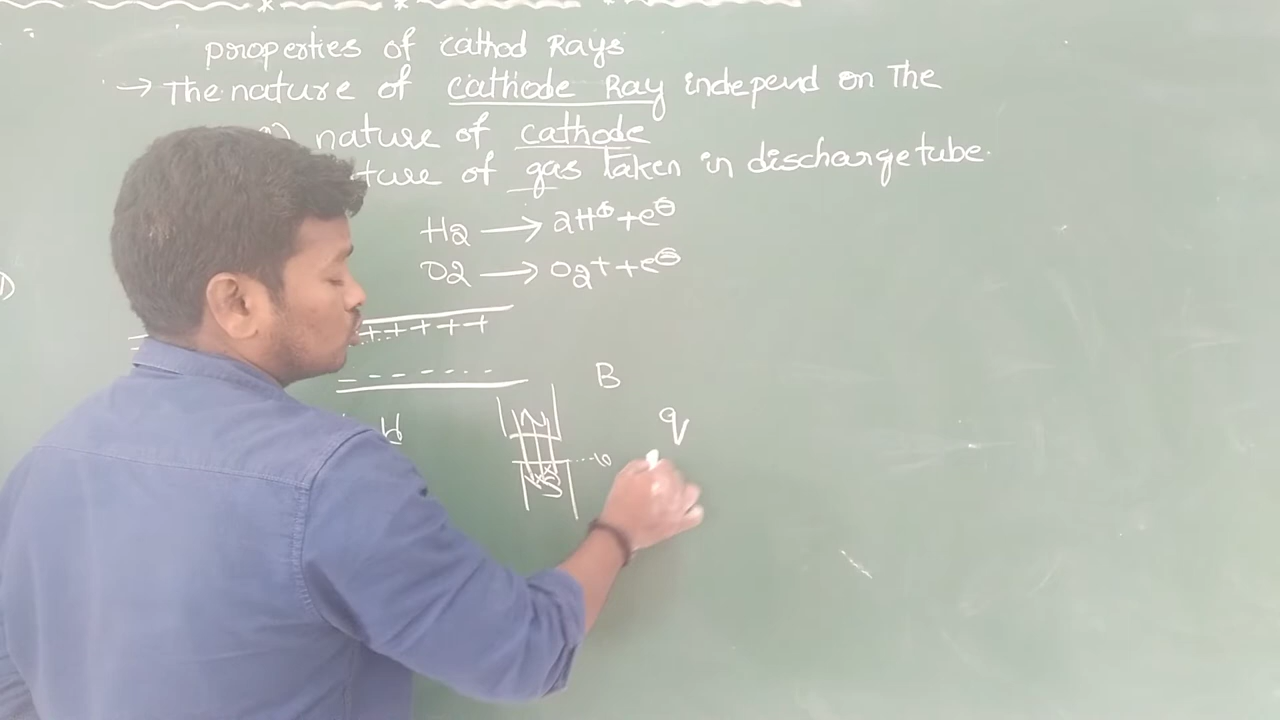 properties of cathod Rays
→ The nature of cathode Ray independ on The
nature of cathode
ture of gas taken in discharge tube.
H2 → 2H⊕ + e⊖
O2 → O2+ + e⊖
+ + + + +
- - - - - - -
B
N
q
S